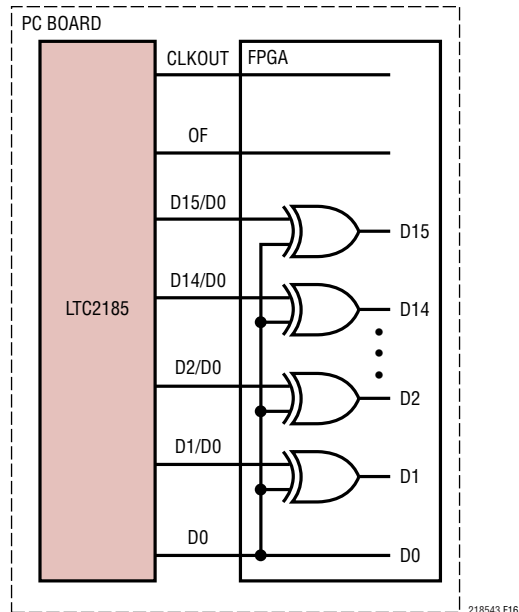 PC BOARD
CLKOUT FPGA
OF
D15/D0
D15
D14/D0
LTC2185
D14
D2/D0
D2
D1/D0
D1
D0
D0
218543 F16